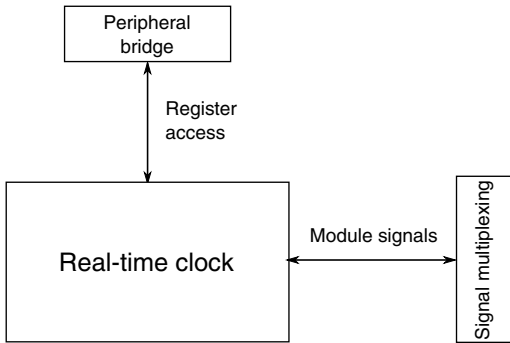 Peripheral
bridge
Register
access
Real-time clock
Module signals
Signal multiplexing